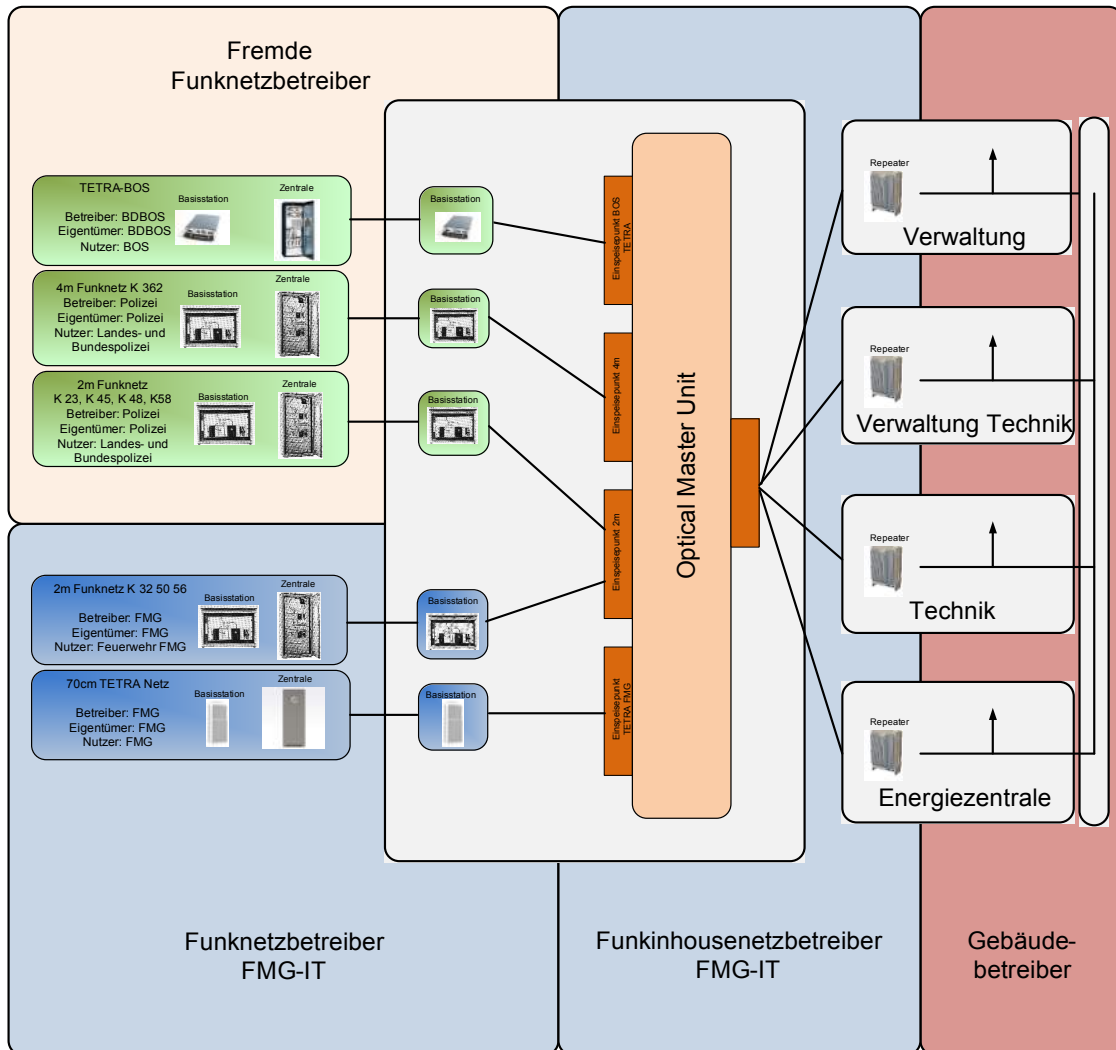 Fremde
Funknetzbetreiber
TETRA-BOS
Betreiber: BDBOS
Eigentümer: BDBOS
Nutzer: BOS
Basisstation
Zentrale
Basisstation
4m Funknetz K 362
Betreiber: Polizei
Eigentümer: Polizei
Nutzer: Landes- und
Bundespolizei
Basisstation
Zentrale
Basisstation
2m Funknetz
K 23, K 45, K 48, K58
Betreiber: Polizei
Eigentümer: Polizei
Nutzer: Landes- und
Bundespolizei
Basisstation
Zentrale
Basisstation
2m Funknetz K 32 50 56
Betreiber: FMG
Eigentümer: FMG
Nutzer: Feuerwehr FMG
Basisstation
Zentrale
Basisstation
70cm TETRA Netz
Betreiber: FMG
Eigentümer: FMG
Nutzer: FMG
Basisstation
Zentrale
Basisstation
Einspeisepunkt BOS
TETRA
Einspeisepunkt 4m
Einspeisepunkt 2m
Einspeisepunkt
TETRA FMG
Optical Master Unit
Repeater
Verwaltung
Repeater
Verwaltung Technik
Repeater
Technik
Repeater
Energiezentrale
Funknetzbetreiber
FMG-IT
Funkinhousenetzbetreiber
FMG-IT
Gebäude-
betreiber